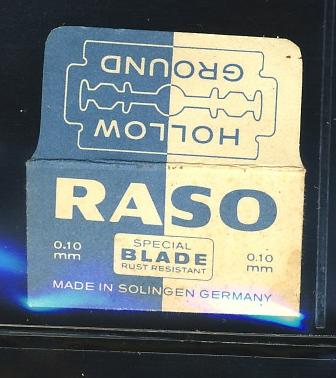 HOLLOW
GROUND
RASO
0.10
mm
SPECIAL
BLADE
RUST RESISTANT
0.10
mm
MADE IN SOLINGEN GERMANY